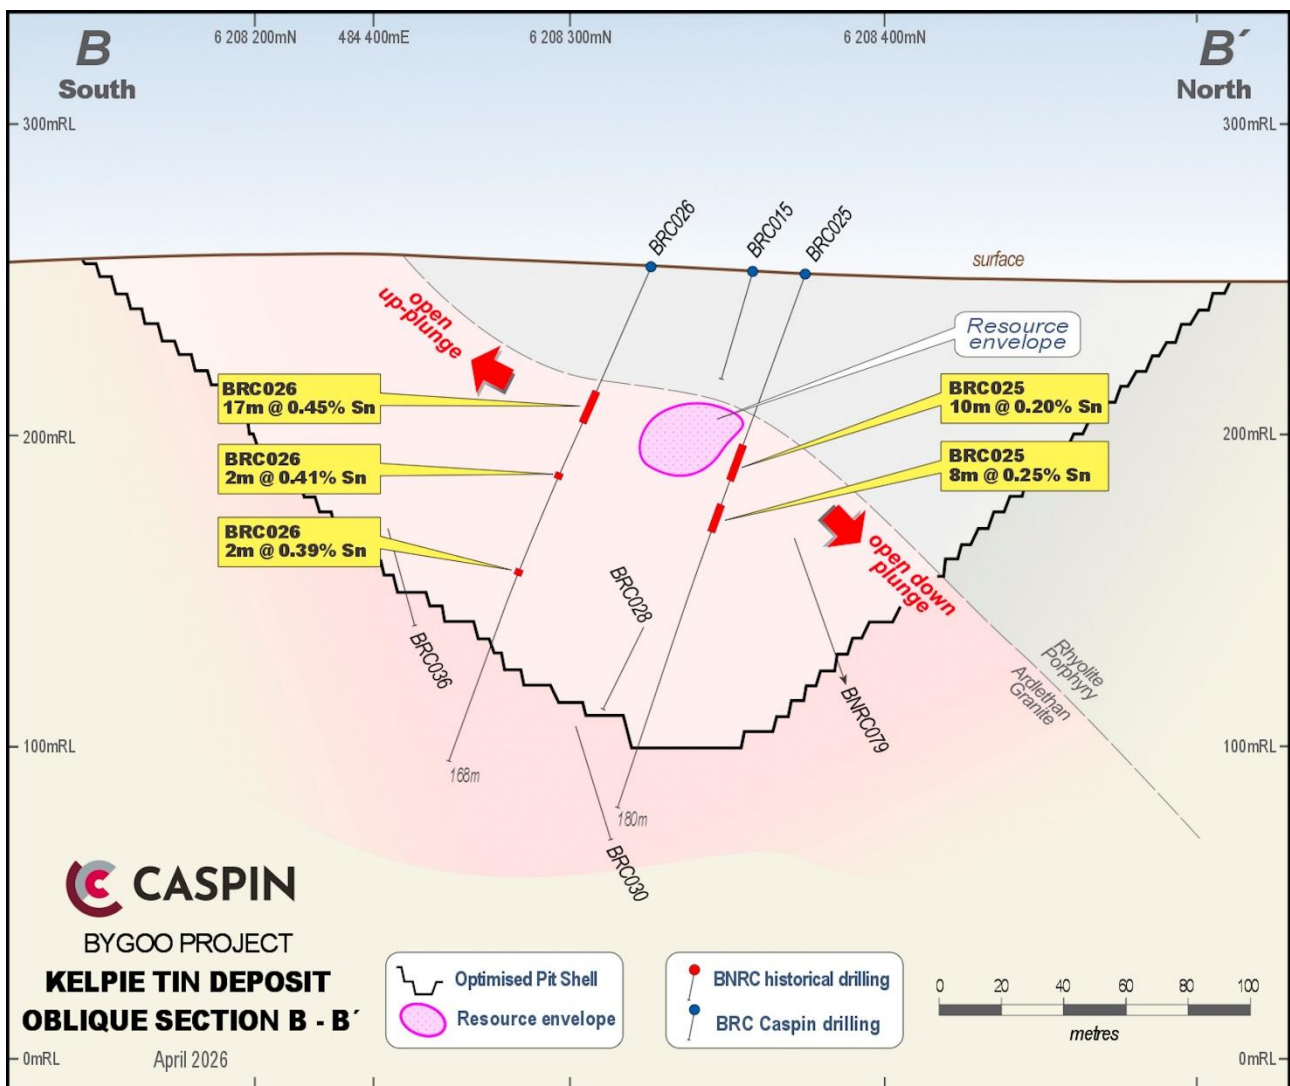 B
South
6 208 200mN
484 400mE
6 208 300mN
6 208 400mN
B´
North
300mRL
300mRL
BRC026
BRC015
BRC025
surface
open
up-plunge
Resource
envelope
BRC026
17m @ 0.45% Sn
BRC025
10m @ 0.20% Sn
200mRL
200mRL
BRC026
2m @ 0.41% Sn
BRC025
8m @ 0.25% Sn
BRC026
2m @ 0.39% Sn
open down
plunge
BRC028
BRC036
BNRC079
Rhyolite
Porphyry
Ardlethan
Granite
100mRL
100mRL
168m
180m
BRC030
CASPIN
BYGOO PROJECT
KELPIE TIN DEPOSIT
OBLIQUE SECTION B - B´
April 2026
Optimised Pit Shell
Resource envelope
BNRC historical drilling
BRC Caspin drilling
0 20 40 60 80 100
metres
0mRL
0mRL